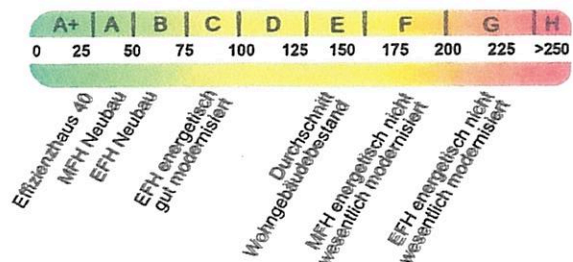 A+ A B C D E F G H
0 25 50 75 100 125 150 175 200 225 >250
Effizienzhaus 40
MFH Neubau
EFH Neubau
EFH energetisch
gut modernisiert
Durchschnitt
Wohngebäudebestand
MFH energetisch nicht
wesentlich modernisiert
EFH energetisch nicht
wesentlich modernisiert